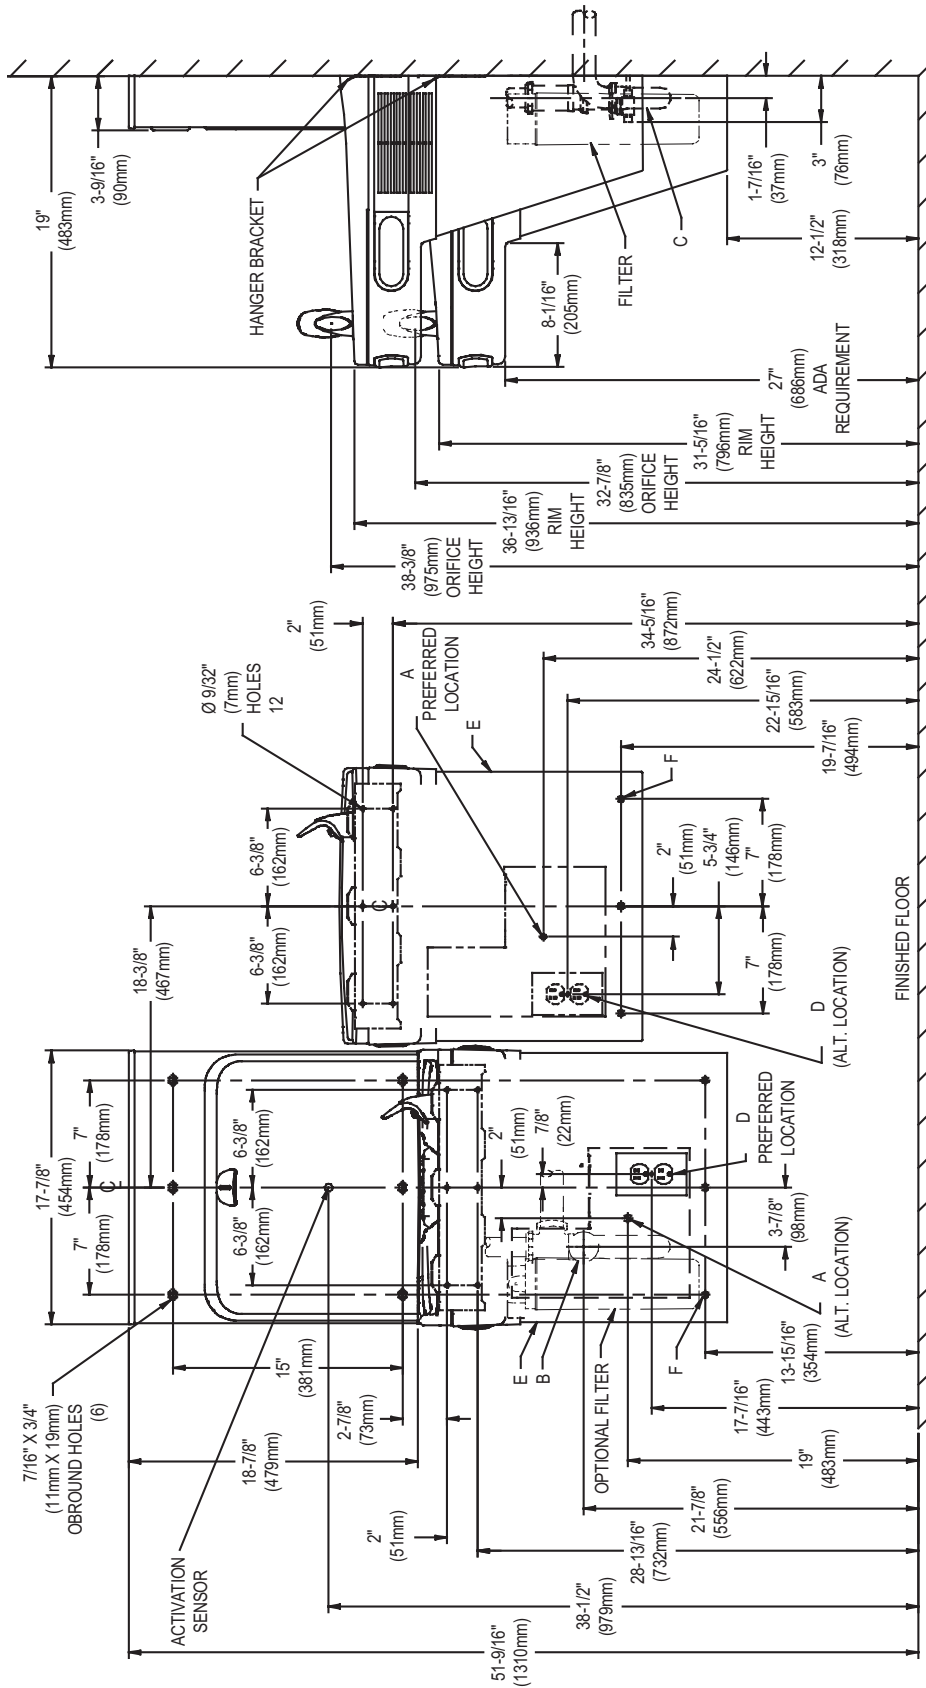 19"
(483mm)
3-9/16"
(90mm)
HANGER BRACKET
8-1/16"
(205mm)
FILTER
C
1-7/16"
(37mm)
3"
(76mm)
12-1/2"
(318mm)
27"
(686mm)
ADA
REQUIREMENT
31-5/16"
(796mm)
RIM
HEIGHT
32-7/8"
(835mm)
ORIFICE
HEIGHT
36-13/16"
(936mm)
RIM
HEIGHT
38-3/8"
(975mm)
ORIFICE
HEIGHT
2"
(51mm)
Ø 9/32"
(7mm)
HOLES
12
A
PREFERRED
LOCATION
E
34-5/16"
(872mm)
24-1/2"
(622mm)
22-15/16"
(583mm)
19-7/16"
(494mm)
F
18-3/8"
(467mm)
6-3/8"
(162mm)
6-3/8"
(162mm)
C
2"
(51mm)
5-3/4"
(146mm)
7"
(178mm)
7"
(178mm)
D
(ALT. LOCATION)
FINISHED FLOOR
17-7/8"
(454mm)
C
7"
(178mm)
7"
(178mm)
6-3/8"
(162mm)
6-3/8"
(162mm)
2"
(51mm)
7/8"
(22mm)
D
PREFERRED
LOCATION
3-7/8"
(98mm)
A
(ALT. LOCATION)
7/16" X 3/4"
(11mm X 19mm)
OBROUND HOLES
(6)
15"
(381mm)
2-7/8"
(73mm)
18-7/8"
(479mm)
2"
(51mm)
ACTIVATION
SENSOR
E
B
OPTIONAL FILTER
F
13-15/16"
(354mm)
17-7/16"
(443mm)
19"
(483mm)
21-7/8"
(556mm)
28-13/16"
(732mm)
38-1/2"
(979mm)
51-9/16"
(1310mm)